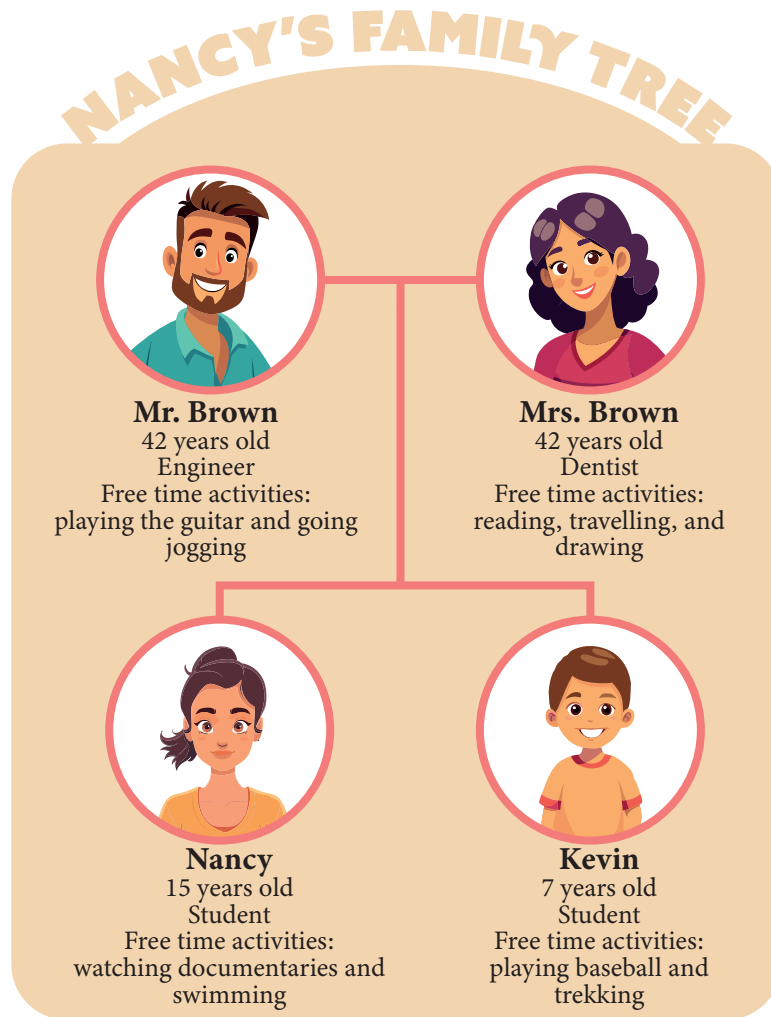 NANCY'S FAMILY TREE
Mr. Brown
42 years old
Engineer
Free time activities:
playing the guitar and going
jogging
Mrs. Brown
42 years old
Dentist
Free time activities:
reading, travelling, and
drawing
Nancy
15 years old
Student
Free time activities:
watching documentaries and
swimming
Kevin
7 years old
Student
Free time activities:
playing baseball and
trekking